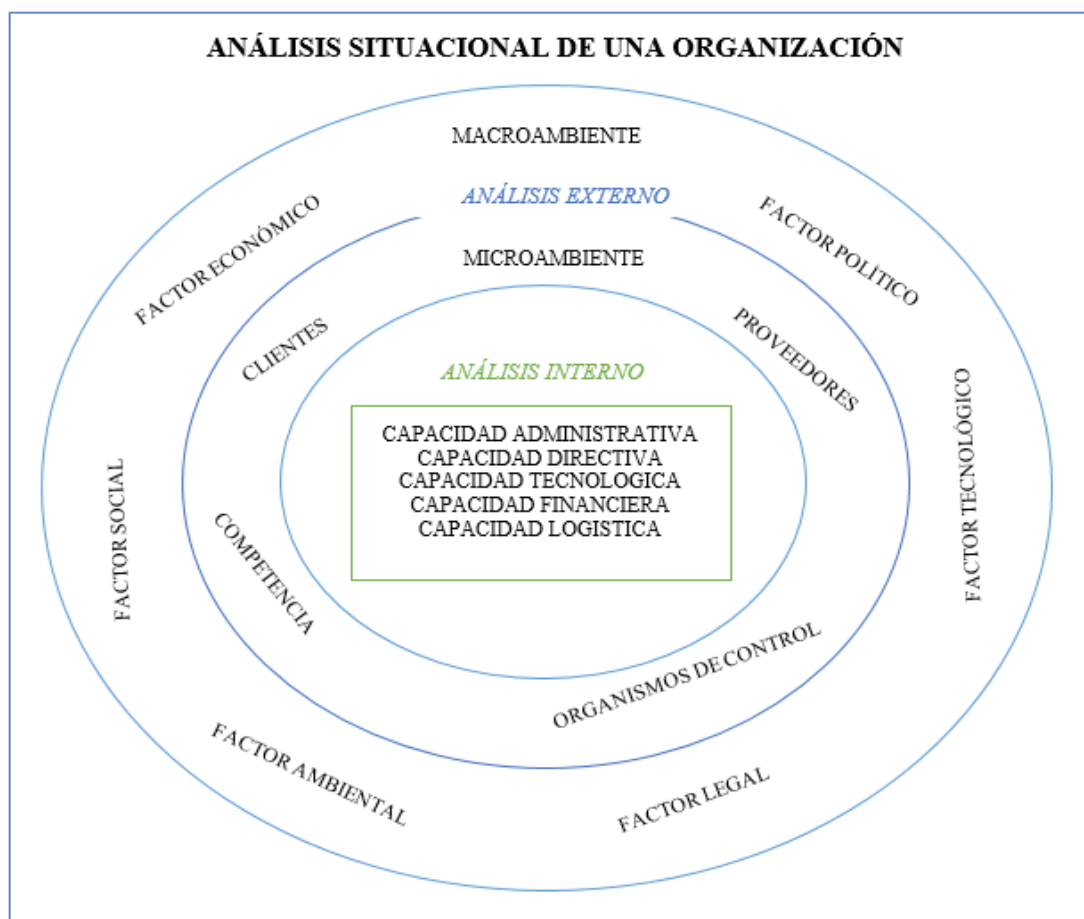 ANÁLISIS SITUACIONAL DE UNA ORGANIZACIÓN
MACROAMBIENTE
ANÁLISIS EXTERNO
FACTOR ECONÓMICO
FACTOR POLÍTICO
MICROAMBIENTE
CLIENTES
PROVEEDORES
ANÁLISIS INTERNO
CAPACIDAD ADMINISTRATIVA
CAPACIDAD DIRECTIVA
CAPACIDAD TECNOLOGICA
CAPACIDAD FINANCIERA
CAPACIDAD LOGISTICA
FACTOR SOCIAL
FACTOR TECNOLÓGICO
COMPETENCIA
ORGANISMOS DE CONTROL
FACTOR AMBIENTAL
FACTOR LEGAL